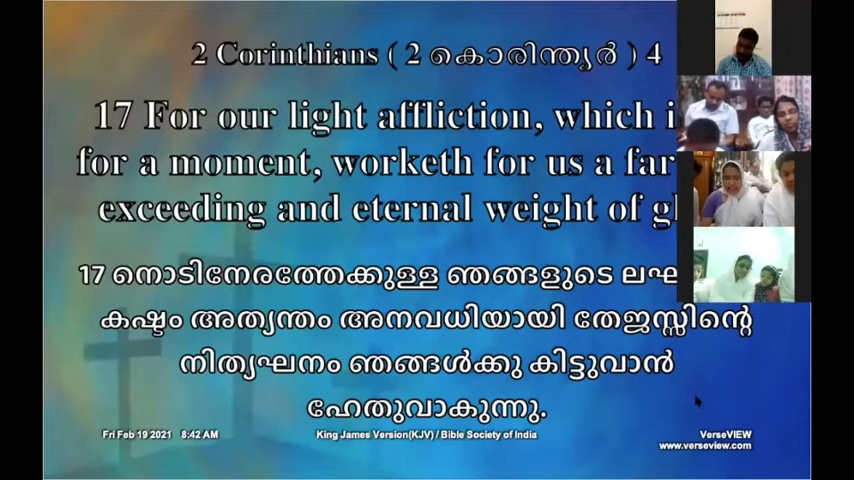 2 Corinthians ( 2 കൊരിന്ത്യർ ) 4
17 For our light affliction, which
for a moment, worketh for us a far
exceeding and eternal weight of
17 നൊടിനേരത്തേക്കുള്ള ഞങ്ങളുടെ
കഷ്ടം അത്യന്തം അനവധിയായി തേജസ്സിന്റെ
നിത്യഘനം ഞങ്ങൾക്കു കിട്ടുവാൻ
ഹേതുവാകുന്നു.
Fri Feb 19 2021 8:42 AM King James Version(KJV) / Bible Society of India VerseVIEW
www.verseview.com